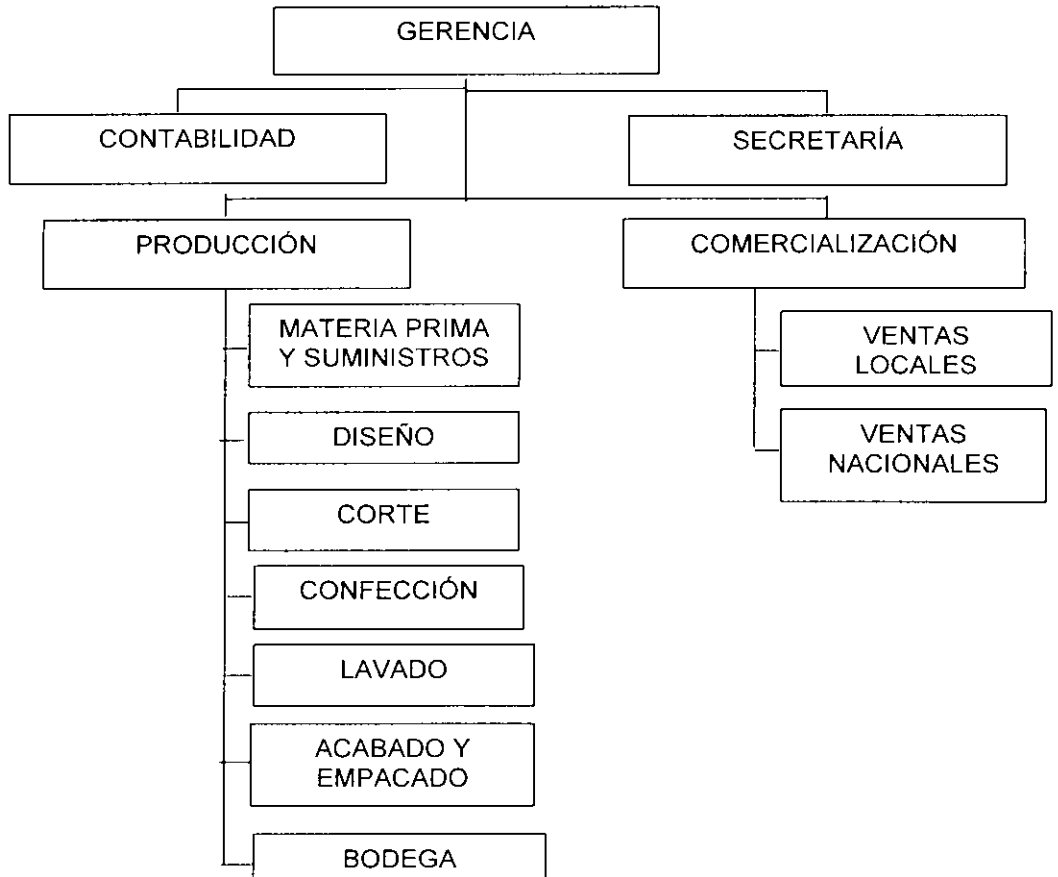 GERENCIA
CONTABILIDAD
SECRETARÍA
PRODUCCIÓN
COMERCIALIZACIÓN
MATERIA PRIMA
Y SUMINISTROS
DISEÑO
CORTE
CONFECCIÓN
LAVADO
ACABADO Y
EMPACADO
BODEGA
VENTAS
LOCALES
VENTAS
NACIONALES